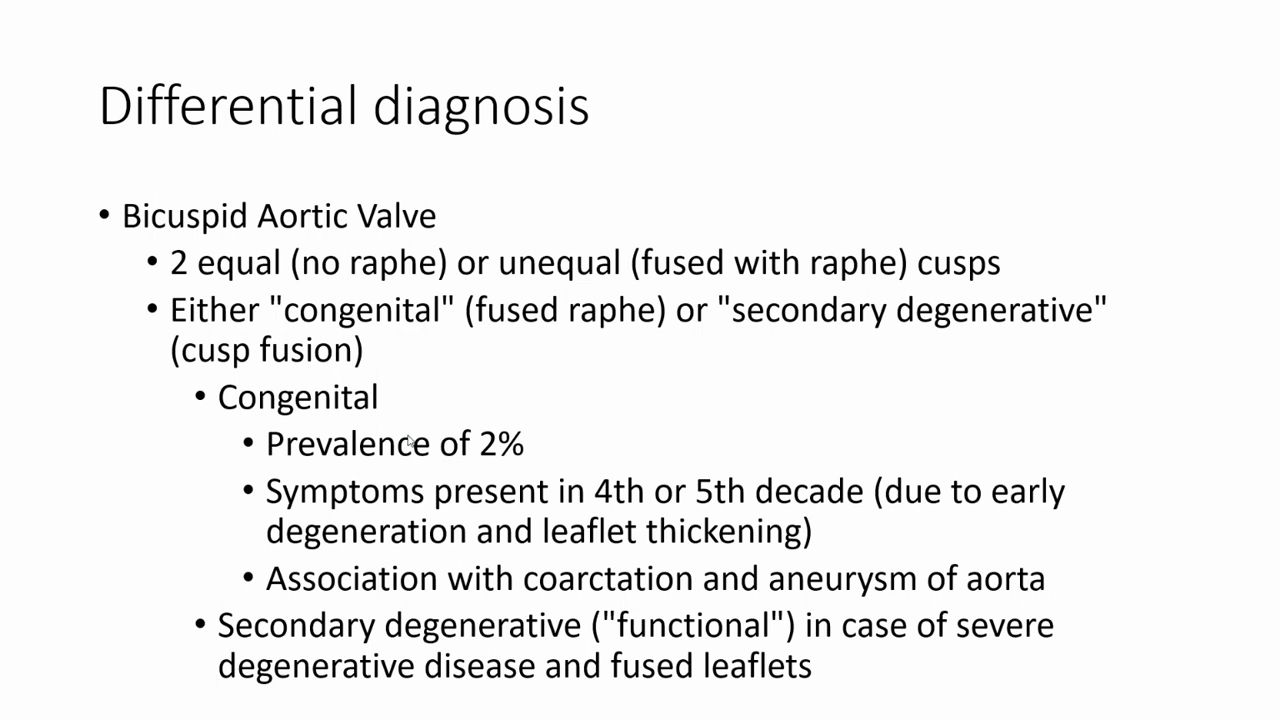 Differential diagnosis
• Bicuspid Aortic Valve
• 2 equal (no raphe) or unequal (fused with raphe) cusps
• Either "congenital" (fused raphe) or "secondary degenerative"
(cusp fusion)
• Congenital
• Prevalence of 2%
• Symptoms present in 4th or 5th decade (due to early
degeneration and leaflet thickening)
• Association with coarctation and aneurysm of aorta
• Secondary degenerative ("functional") in case of severe
degenerative disease and fused leaflets